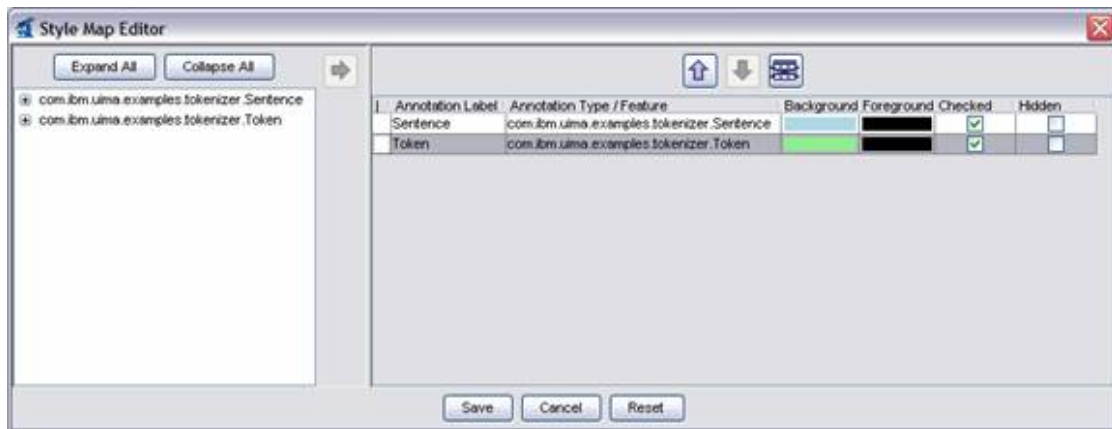 Style Map Editor
Expand All Collapse All
com.ibm.uima.examples.tokenizer.Sentence
com.ibm.uima.examples.tokenizer.Token
Annotation Label Annotation Type / Feature Background Foreground Checked Hidden
Sentence com.ibm.uima.examples.tokenizer.Sentence
Token com.ibm.uima.examples.tokenizer.Token
Save Cancel Reset